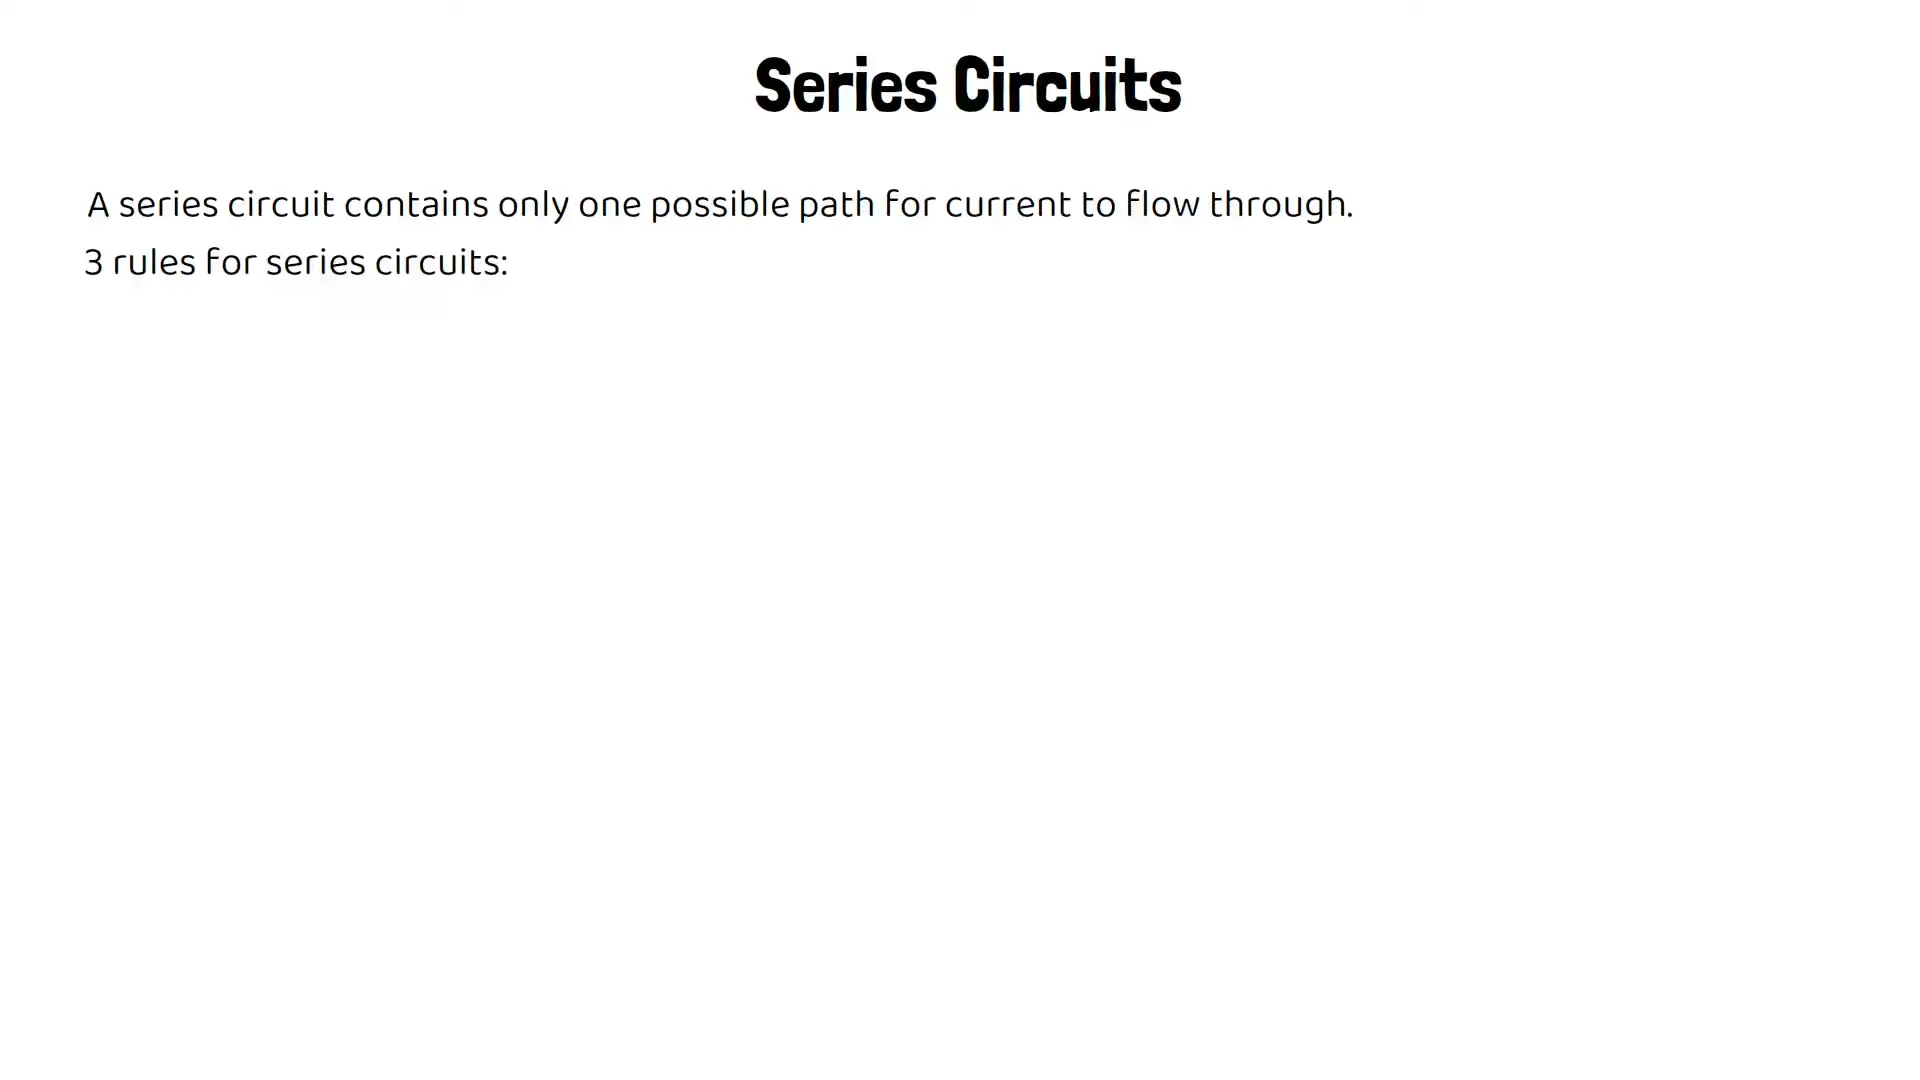 Series Circuits
A series circuit contains only one possible path for current to flow through.
3 rules for series circuits: